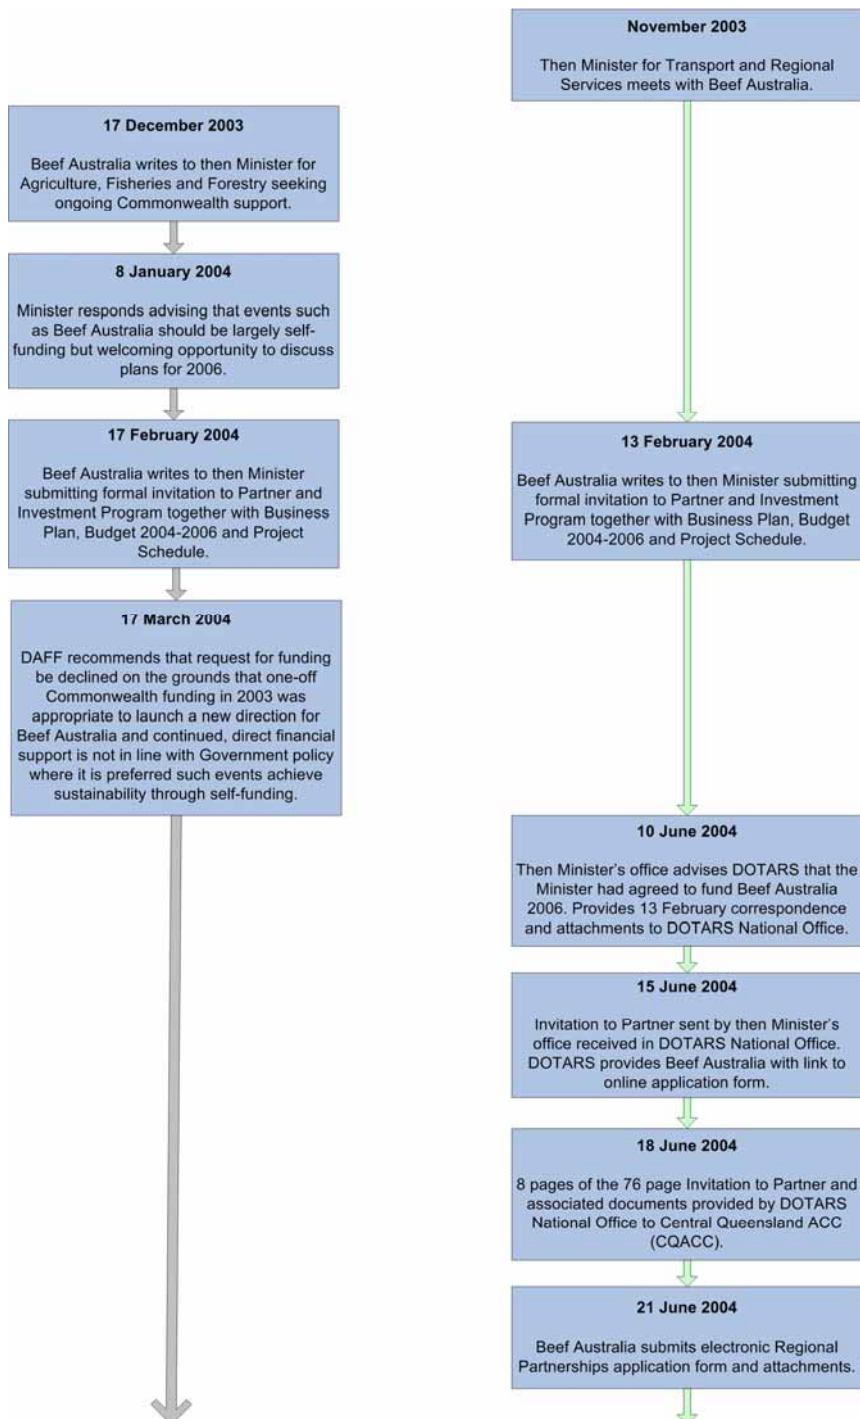 November 2003
Then Minister for Transport and Regional
Services meets with Beef Australia.
17 December 2003
Beef Australia writes to then Minister for
Agriculture, Fisheries and Forestry seeking
ongoing Commonwealth support.
8 January 2004
Minister responds advising that events such
as Beef Australia should be largely self-
funding but welcoming opportunity to discuss
plans for 2006.
17 February 2004
Beef Australia writes to then Minister
submitting formal invitation to Partner and
Investment Program together with Business
Plan, Budget 2004-2006 and Project
Schedule.
13 February 2004
Beef Australia writes to then Minister submitting
formal invitation to Partner and Investment
Program together with Business Plan, Budget
2004-2006 and Project Schedule.
17 March 2004
DAFF recommends that request for funding
be declined on the grounds that one-off
Commonwealth funding in 2003 was
appropriate to launch a new direction for
Beef Australia and continued, direct financial
support is not in line with Government policy
where it is preferred such events achieve
sustainability through self-funding.
10 June 2004
Then Minister's office advises DOTARS that the
Minister had agreed to fund Beef Australia
2006. Provides 13 February correspondence
and attachments to DOTARS National Office.
15 June 2004
Invitation to Partner sent by then Minister's
office received in DOTARS National Office.
DOTARS provides Beef Australia with link to
online application form.
18 June 2004
8 pages of the 76 page Invitation to Partner and
associated documents provided by DOTARS
National Office to Central Queensland ACC
(CQACC).
21 June 2004
Beef Australia submits electronic Regional
Partnerships application form and attachments.